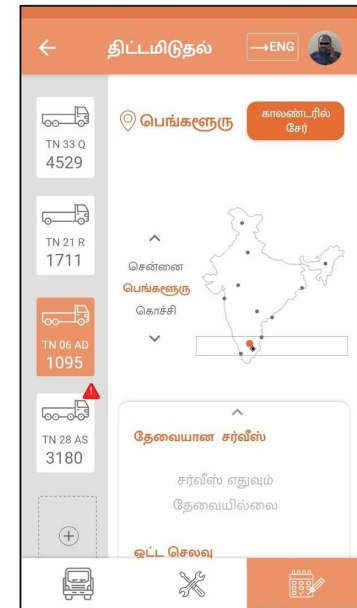 திட்டமிடுதல்
→ENG
TN 33 Q
4529
TN 21 R
1711
TN 06 AD
1095
TN 28 AS
3180
பெங்களூரு
காலண்டரில்
சேர்
சென்னை
பெங்களூரு
கொச்சி
தேவையான சர்வீஸ்
சர்வீஸ் எதுவும்
தேவையில்லை
ஓட்ட செலவு